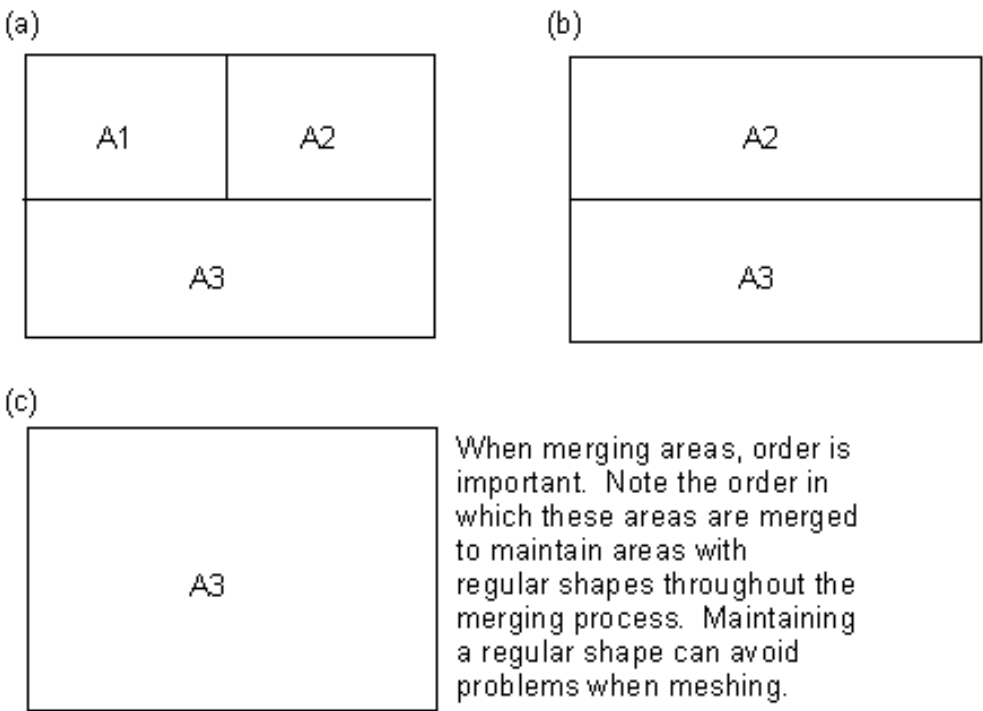 (a)
(b)
A1
A2
A3
A2
A3
(c)
A3
When merging areas, order is
important. Note the order in
which these areas are merged
to maintain areas with
regular shapes throughout the
merging process. Maintaining
a regular shape can avoid
problems when meshing.